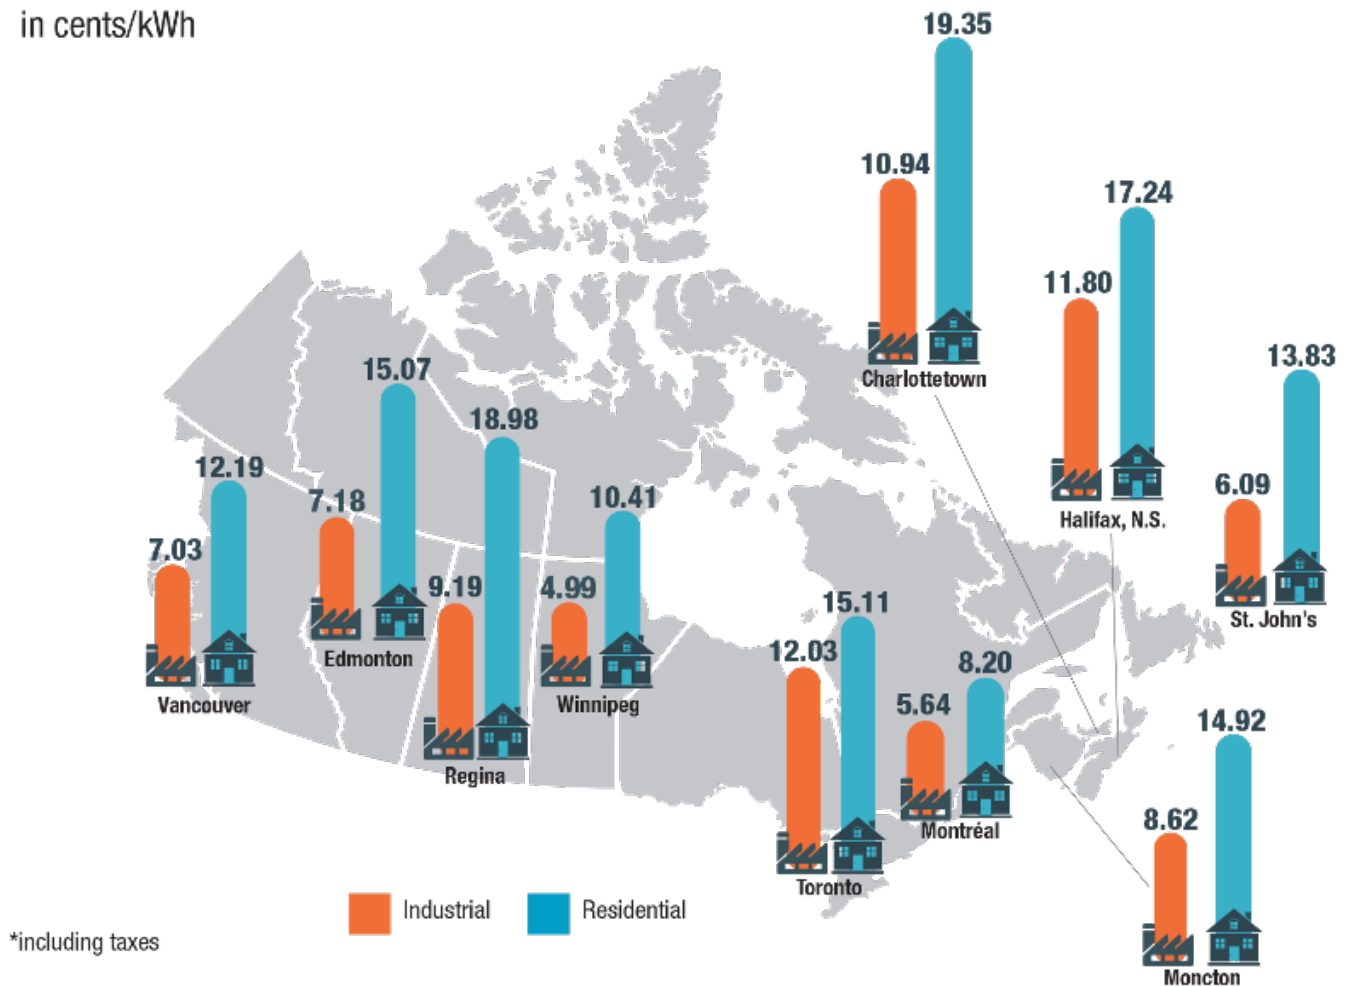 in cents/kWh
19.35
10.94
Charlottetown
17.24
11.80
Halifax, N.S.
13.83
6.09
St. John's
15.07
7.18
Edmonton
18.98
9.19
Regina
12.19
7.03
Vancouver
10.41
4.99
Winnipeg
15.11
12.03
Toronto
8.20
5.64
Montréal
14.92
8.62
Moncton
Industrial
Residential
*including taxes